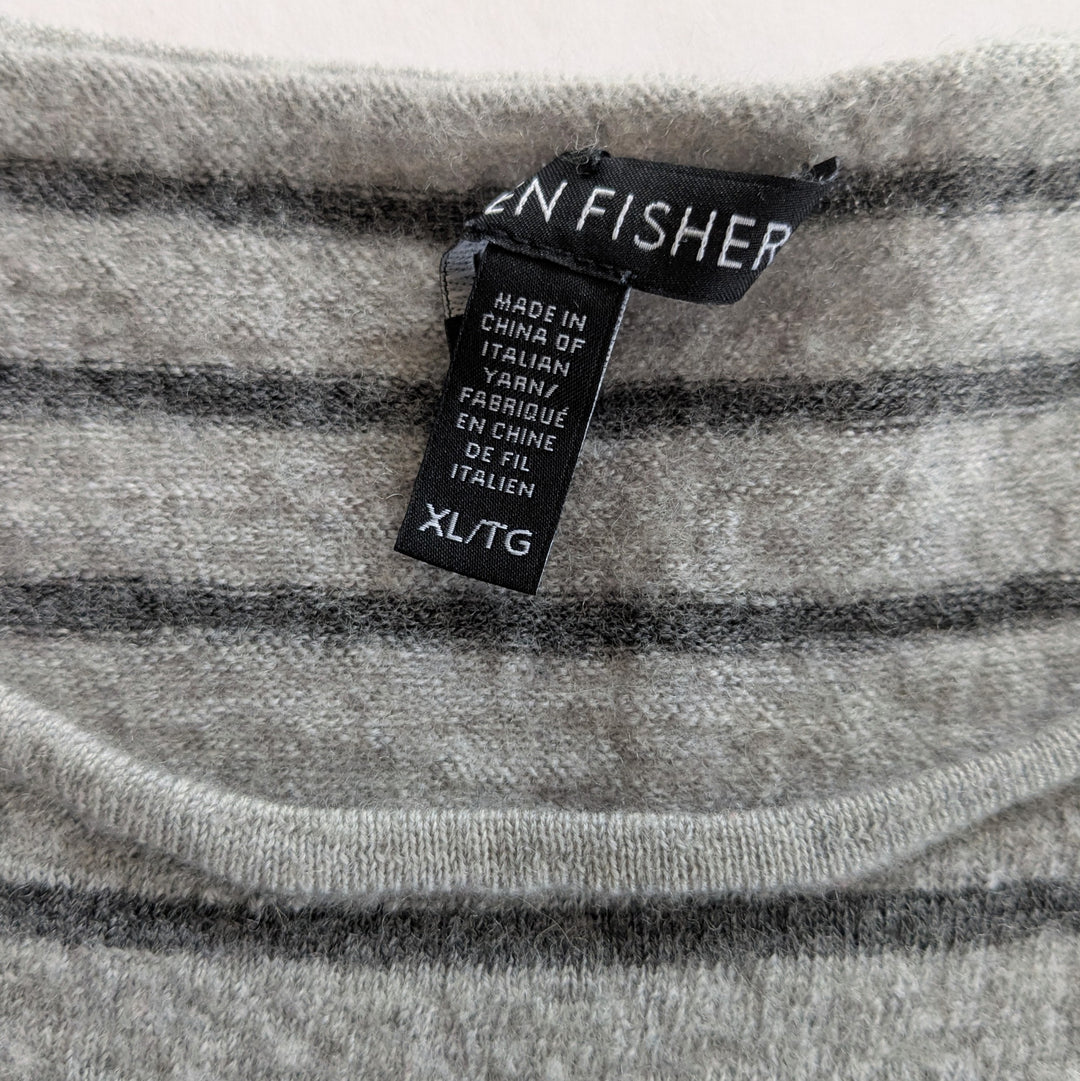 EN FISHER
MADE IN
CHINA OF
ITALIAN
YARN/
FABRIQUÉ
EN CHINE
DE FIL
ITALIEN
XL/TG